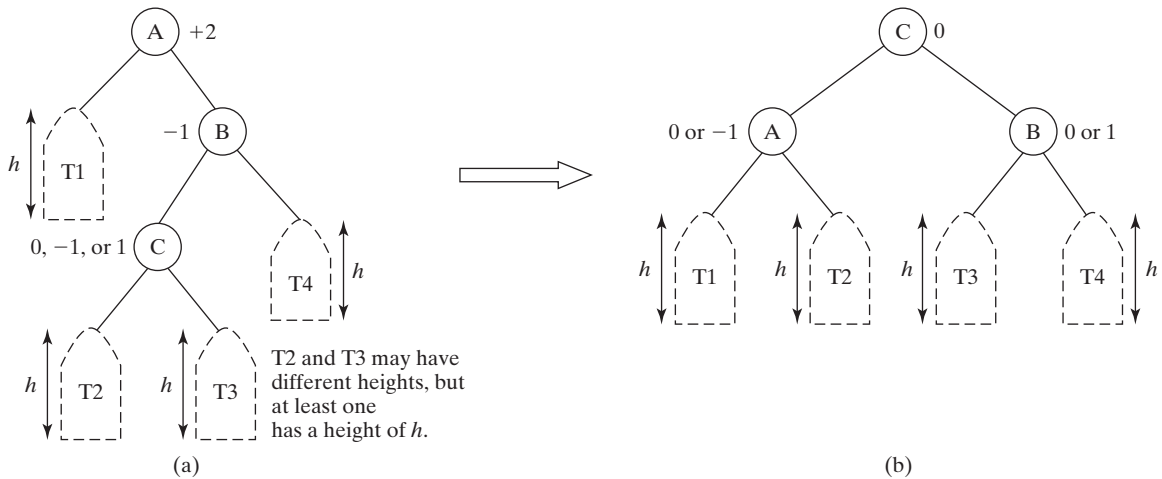 A +2
C 0
−1 B
0 or −1 A
B 0 or 1
h T1
0, −1, or 1 C
T4 h
h T1
h T2
h T3
T4 h
h T2
h T3
T2 and T3 may have
different heights, but
at least one
has a height of h.
(a)
(b)